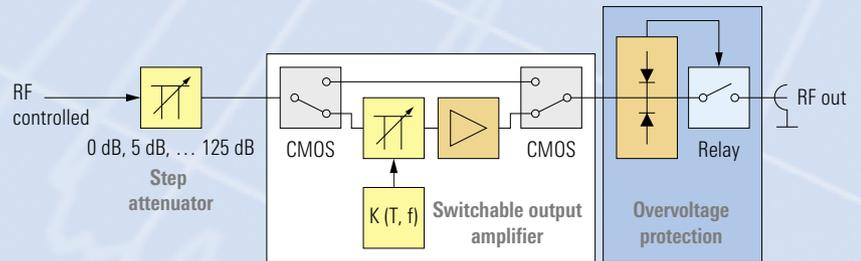 RF
controlled
0 dB, 5 dB, … 125 dB
Step
attenuator
CMOS
K (T, f)
CMOS
Switchable output
amplifier
Relay
Overvoltage
protection
RF out